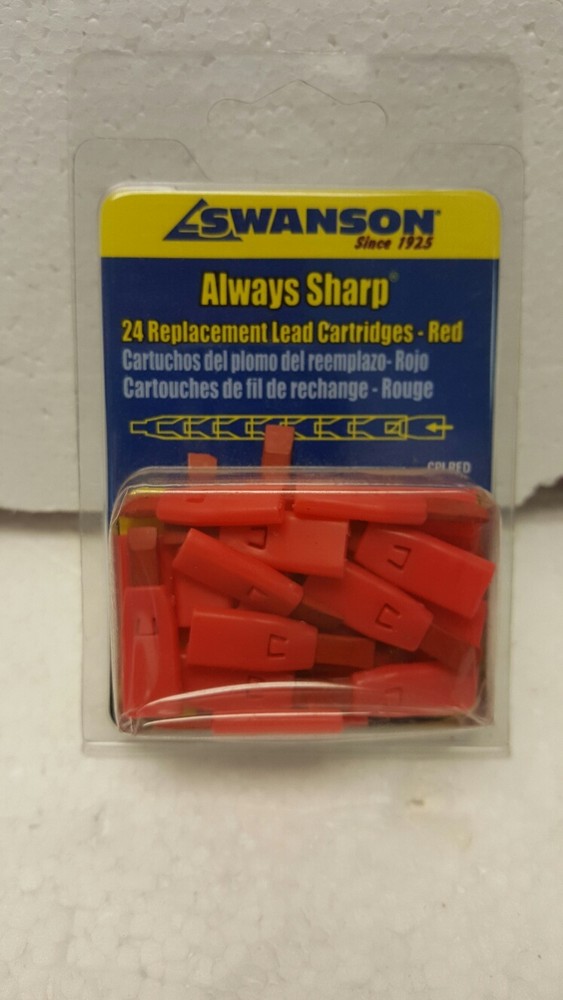 SWANSON®
Since 1925
Always Sharp®
24 Replacement Lead Cartridges - Red
Cartuchos del plomo del reemplazo- Rojo
Cartouches de fil de rechange - Rouge
CPLRED